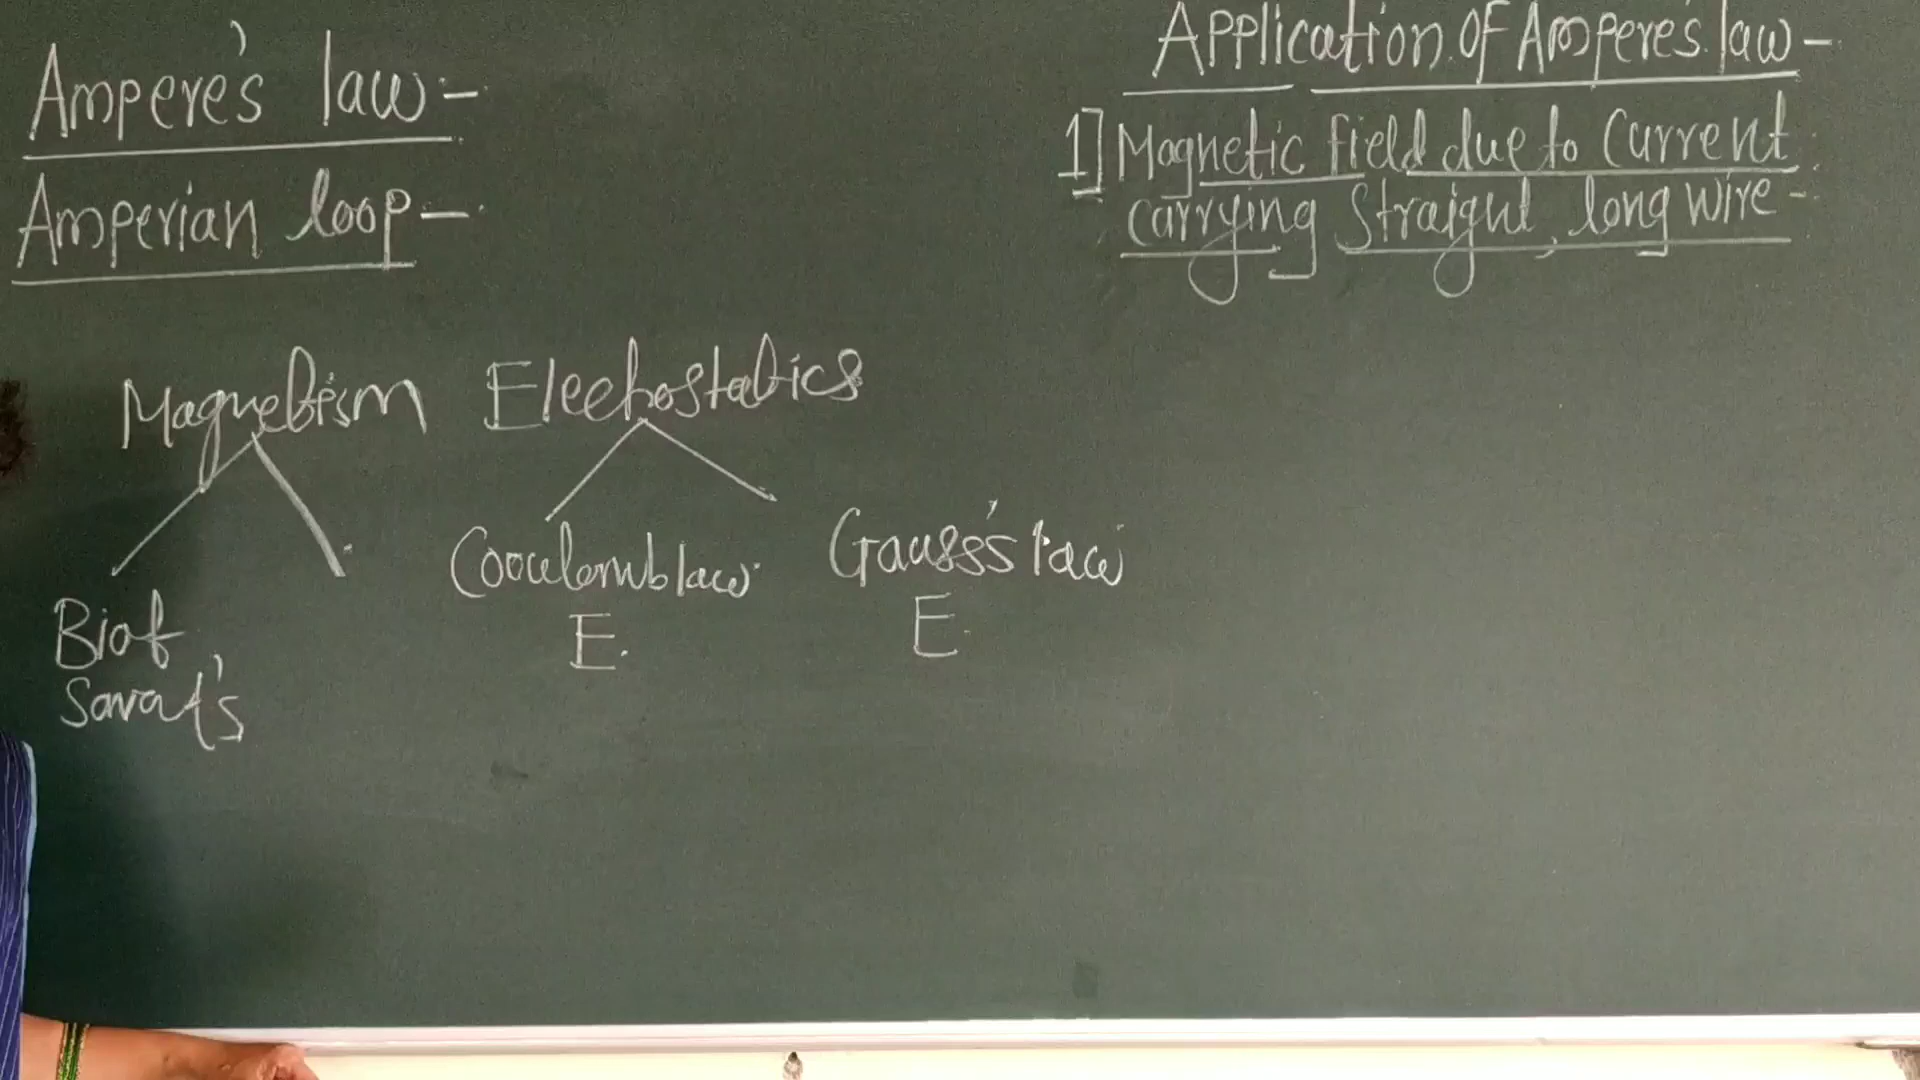 Ampere's law:-
Amperian loop-
Magnetism Electrostatics
Coulomb law Gauss's law
E. E.
Biot
Savart's
Application of Ampere's law-
1] Magnetic field due to Current
carrying straight, long wire-